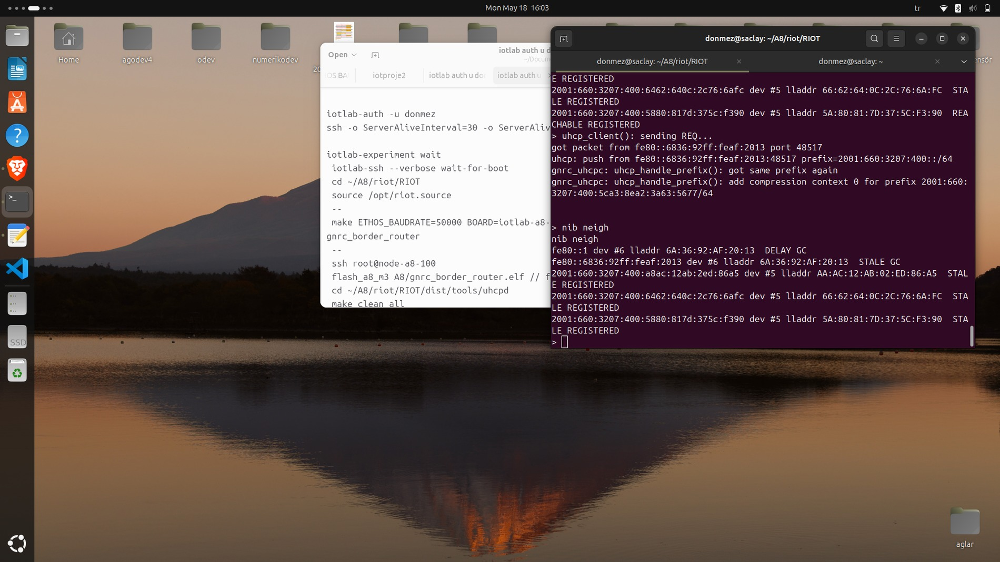 Mon May 18 16:03
tr
Home
agodev4
odev
numerikodev
20
ensör
Open
iotlab auth u d
~/Docum
OS BA
iotproje2
iotlab auth u do
iotlab auth u
iotlab-auth -u donmez
ssh -o ServerAliveInterval=30 -o ServerAliv
iotlab-experiment wait
iotlab-ssh --verbose wait-for-boot
cd ~/A8/riot/RIOT
source /opt/riot.source
--
make ETHOS_BAUDRATE=50000 BOARD=iotlab-a8-
gnrc_border_router
--
ssh root@node-a8-100
flash_a8_m3 A8/gnrc_border_router.elf // f
cd ~/A8/riot/RIOT/dist/tools/uhcpd
make clean all
donmez@saclay: ~/A8/riot/RIOT
donmez@saclay: ~/A8/riot/RIOT
donmez@saclay: ~
E REGISTERED
2001:660:3207:400:6462:640c:2c76:6afc dev #5 lladdr 66:62:64:0C:2C:76:6A:FC  STA
LE REGISTERED
2001:660:3207:400:5880:817d:375c:f390 dev #5 lladdr 5A:80:81:7D:37:5C:F3:90  REA
CHABLE REGISTERED
> uhcp_client(): sending REQ...
got packet from fe80::6836:92ff:feaf:2013 port 48517
uhcp: push from fe80::6836:92ff:feaf:2013:48517 prefix=2001:660:3207:400::/64
gnrc_uhcpc: uhcp_handle_prefix(): got same prefix again
gnrc_uhcpc: uhcp_handle_prefix(): add compression context 0 for prefix 2001:660:
3207:400:5ca3:8ea2:3a63:5677/64
> nib neigh
nib neigh
fe80::1 dev #6 lladdr 6A:36:92:AF:20:13  DELAY GC
fe80::6836:92ff:feaf:2013 dev #6 lladdr 6A:36:92:AF:20:13  STALE GC
2001:660:3207:400:a8ac:12ab:2ed:86a5 dev #5 lladdr AA:AC:12:AB:02:ED:86:A5  STAL
E REGISTERED
2001:660:3207:400:6462:640c:2c76:6afc dev #5 lladdr 66:62:64:0C:2C:76:6A:FC  STA
LE REGISTERED
2001:660:3207:400:5880:817d:375c:f390 dev #5 lladdr 5A:80:81:7D:37:5C:F3:90  STA
LE REGISTERED
>
SSD
aglar